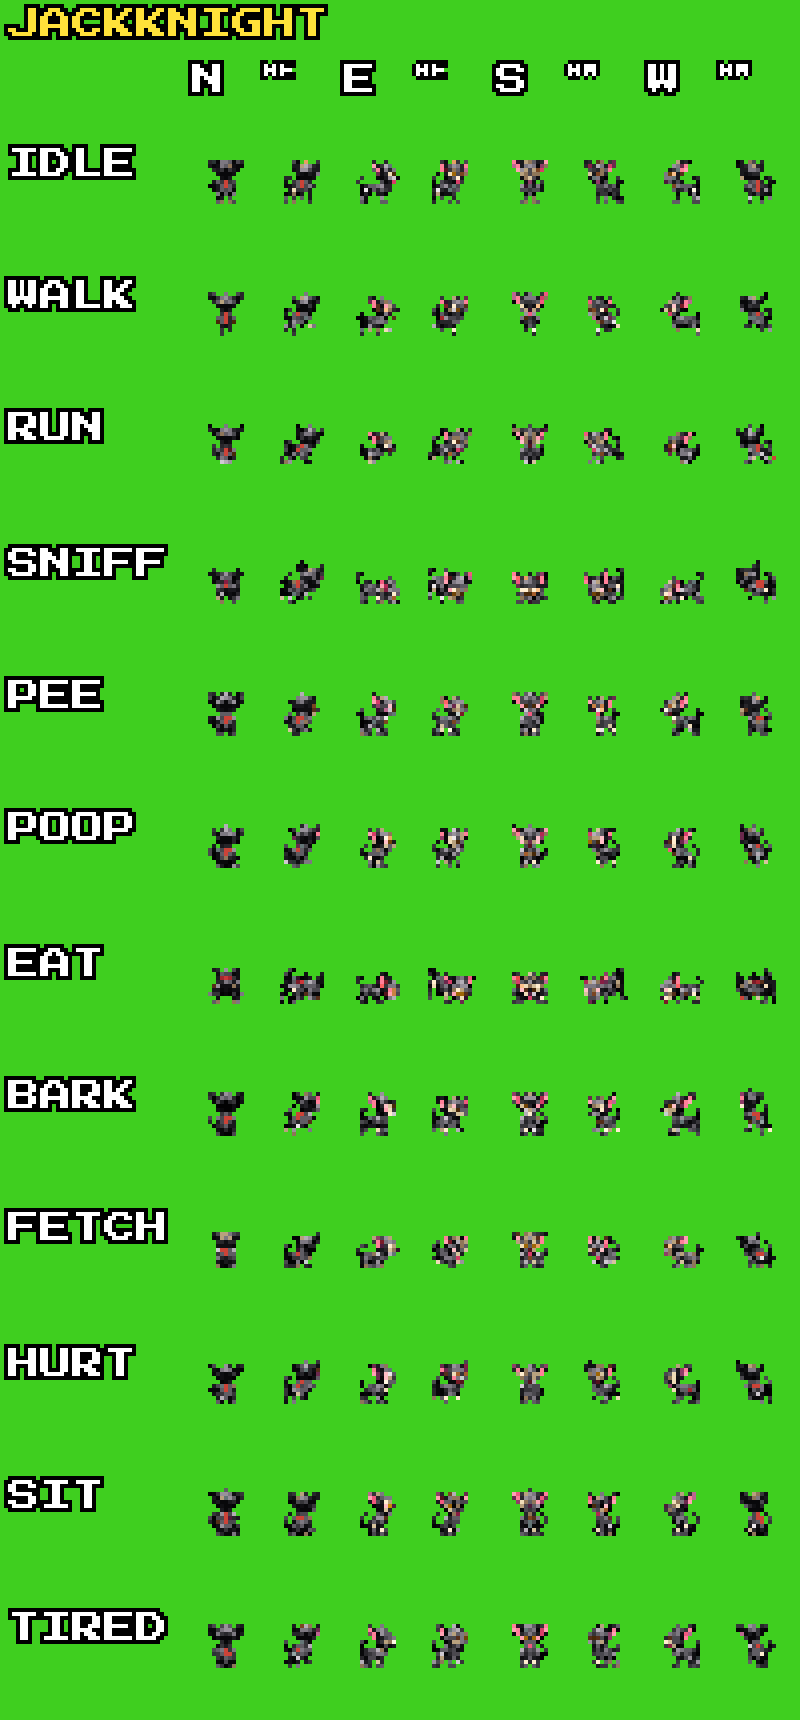 JACKKNIGHT
N E S W
IDLE
WALK
RUN
SNIFF
PEE
POOP
EAT
BARK
FETCH
HURT
SIT
TIRED